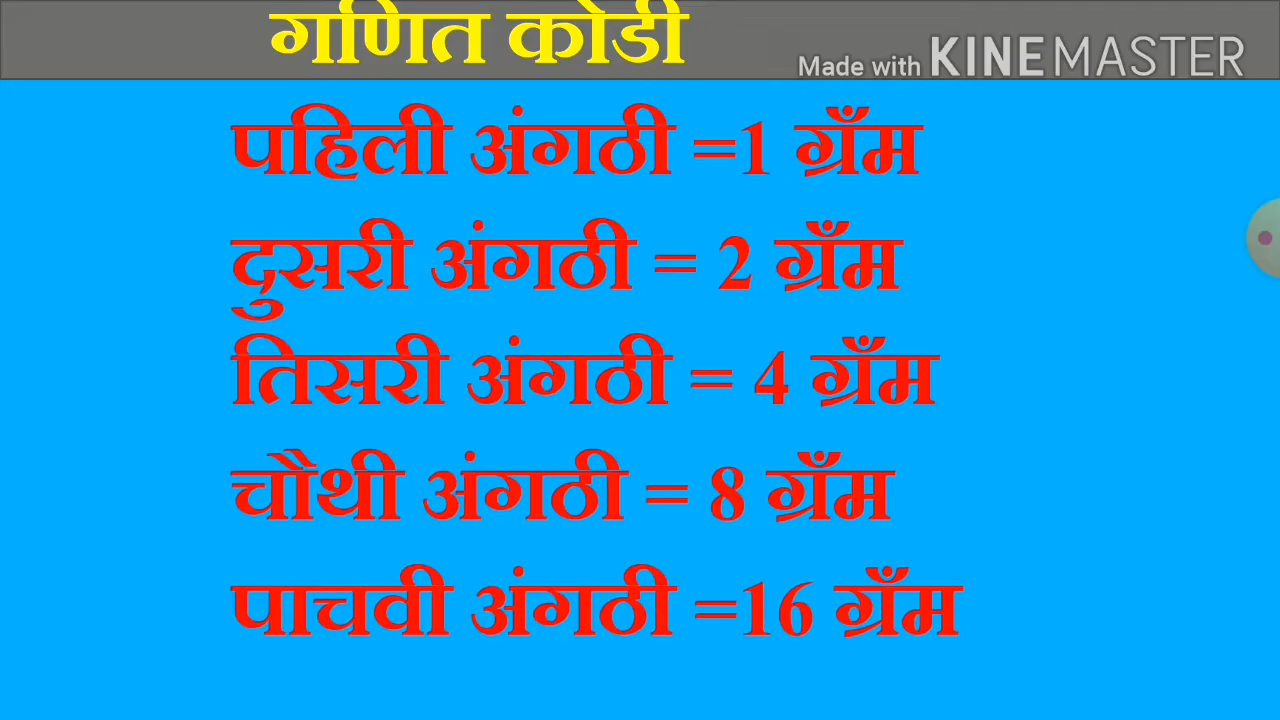 गणित कोडी
Made with KINEMASTER
पहिली अंगठी =1 ग्रॅंम
दुसरी अंगठी = 2 ग्रॅंम
तिसरी अंगठी = 4 ग्रॅंम
चौथी अंगठी = 8 ग्रॅंम
पाचवी अंगठी =16 ग्रॅंम